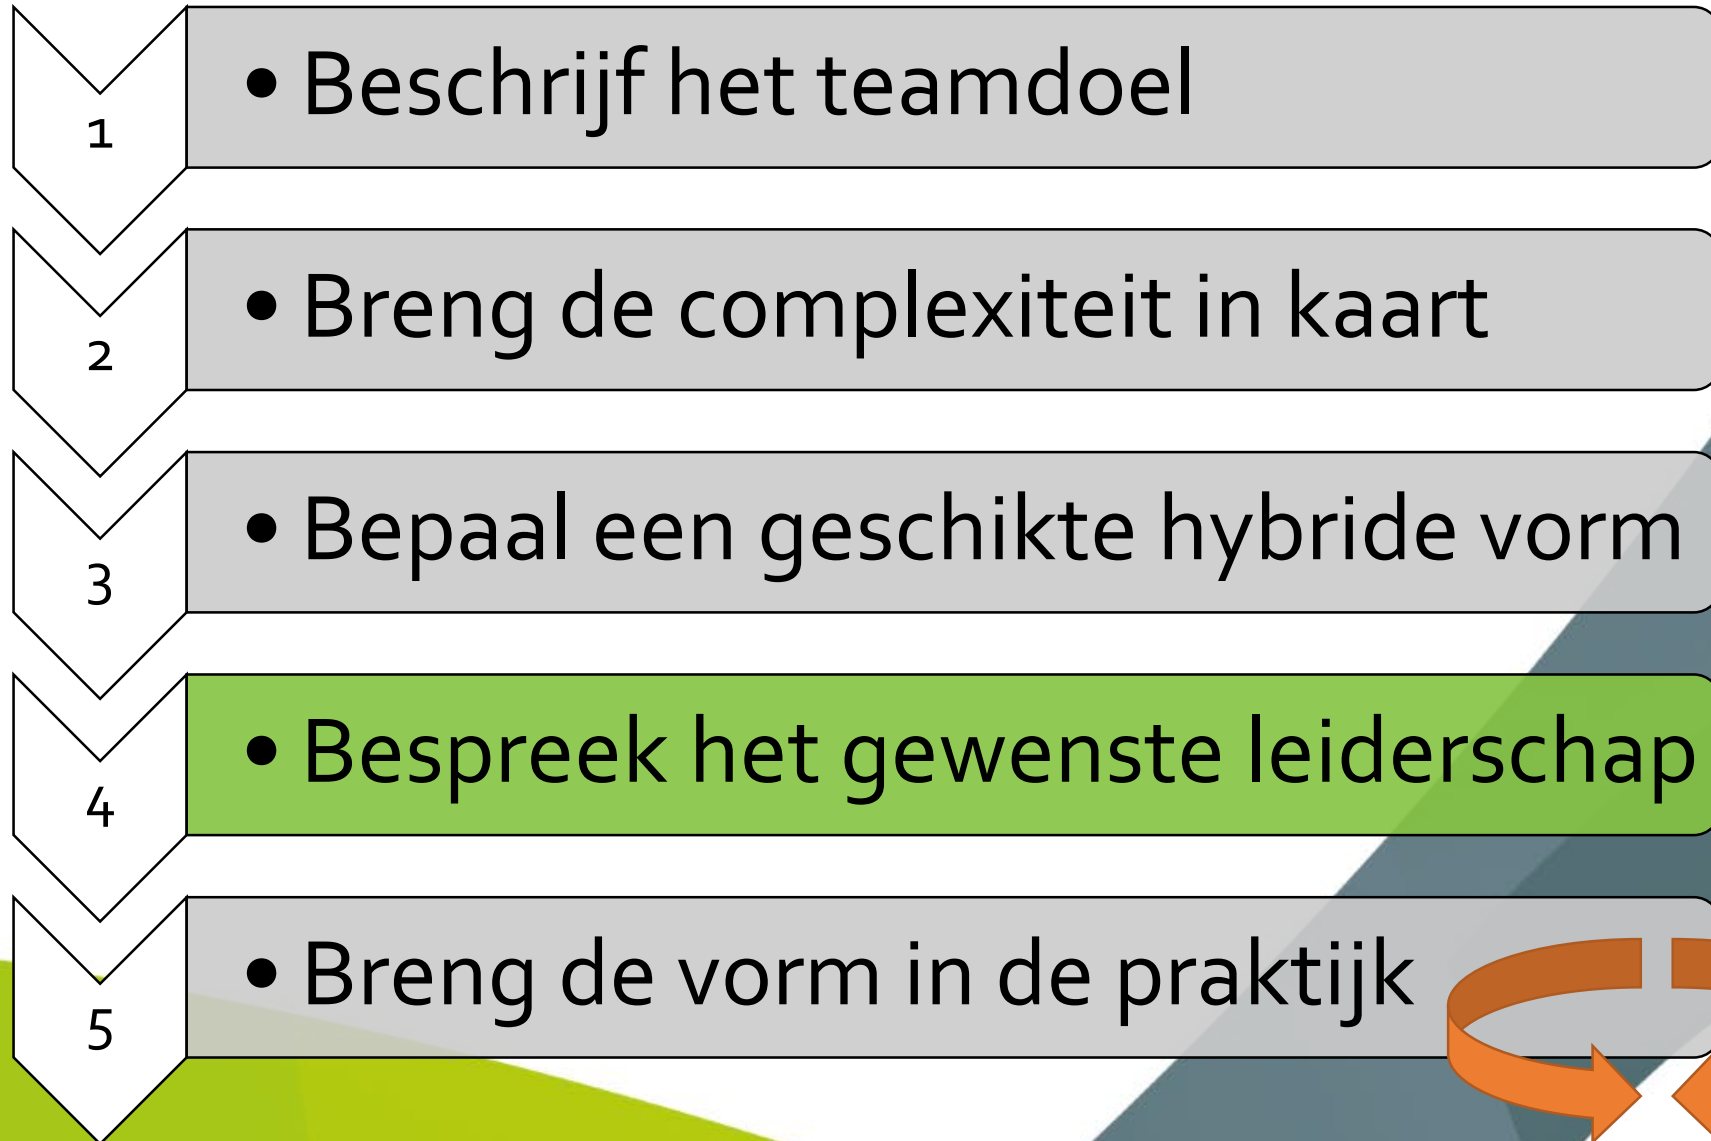 1
• Beschrijf het teamdoel
2
• Breng de complexiteit in kaart
3
• Bepaal een geschikte hybride vorm
4
• Bespreek het gewenste leiderschap
5
• Breng de vorm in de praktijk